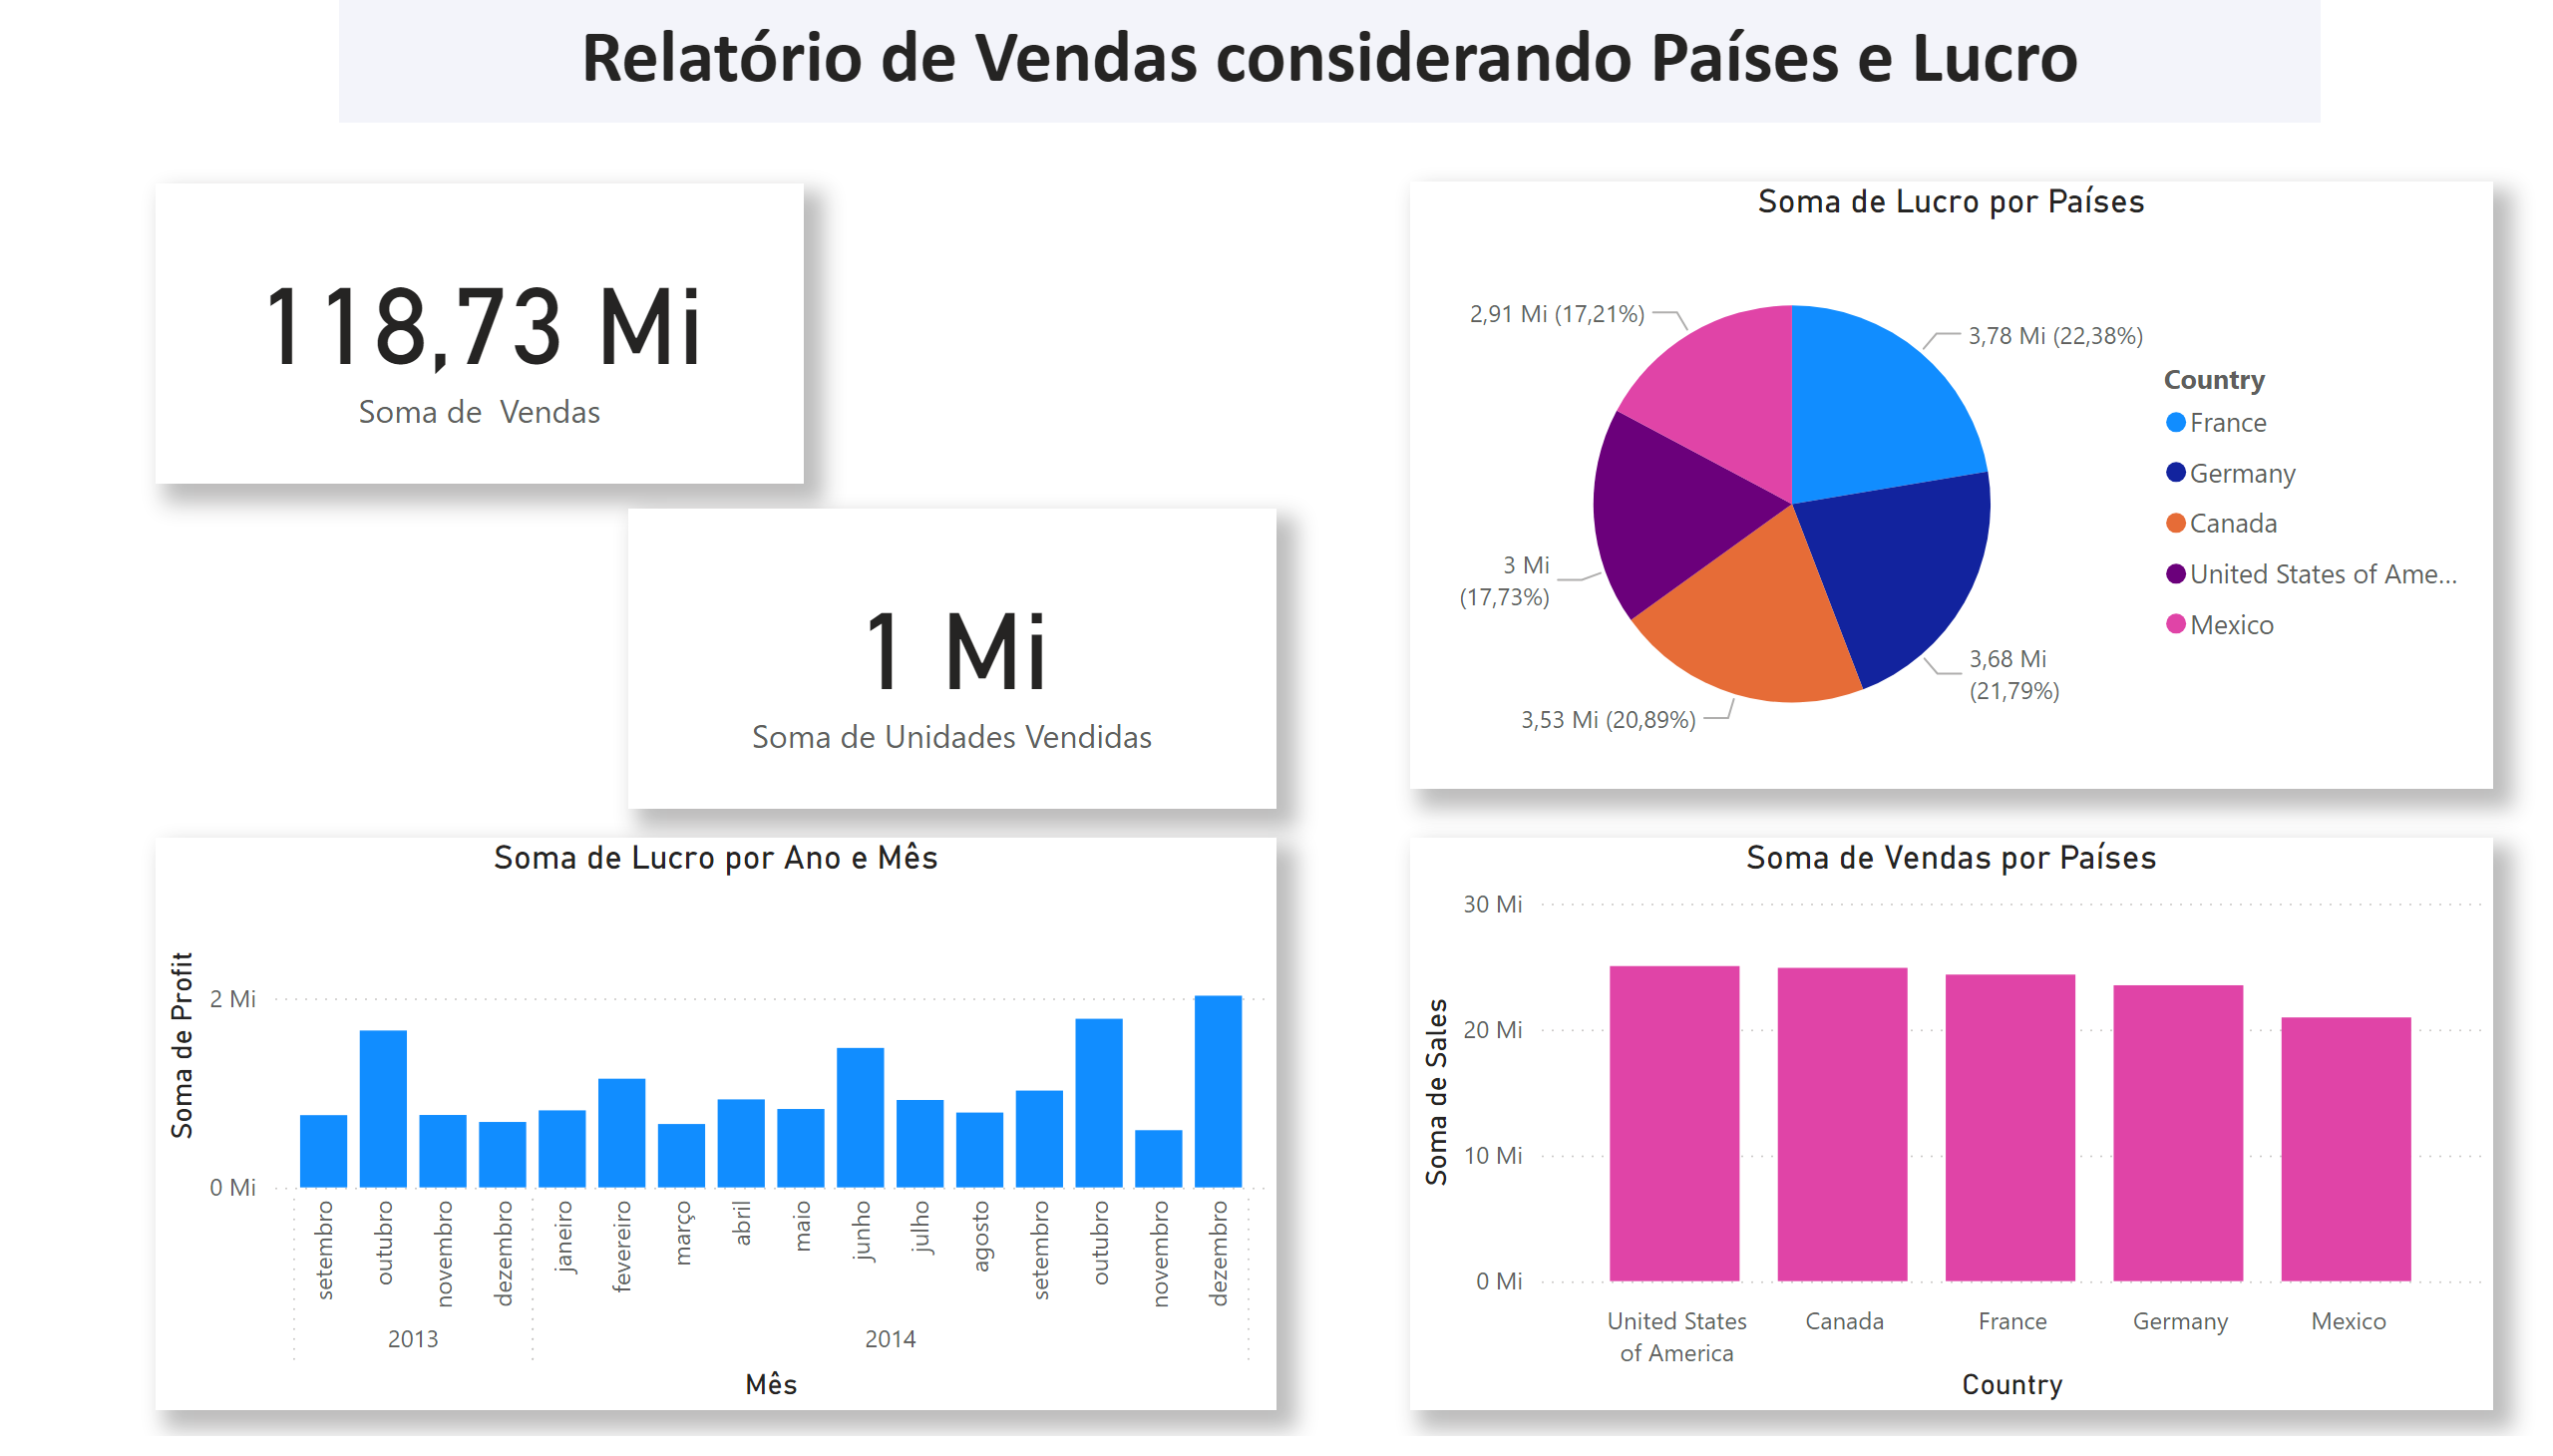 Relatório de Vendas considerando Países e Lucro
118,73 Mi
Soma de  Vendas
1 Mi
Soma de Unidades Vendidas
Soma de Lucro por Países
2,91 Mi (17,21%)
3,78 Mi (22,38%)
3 Mi
(17,73%)
3,68 Mi
(21,79%)
3,53 Mi (20,89%)
Country
France
Germany
Canada
United States of Ame...
Mexico
Soma de Lucro por Ano e Mês
Soma de Profit
2 Mi
0 Mi
setembro
outubro
novembro
dezembro
janeiro
fevereiro
março
abril
maio
junho
julho
agosto
setembro
outubro
novembro
dezembro
2013
2014
Mês
Soma de Vendas por Países
Soma de Sales
30 Mi
20 Mi
10 Mi
0 Mi
United States
of America
Canada
France
Germany
Mexico
Country